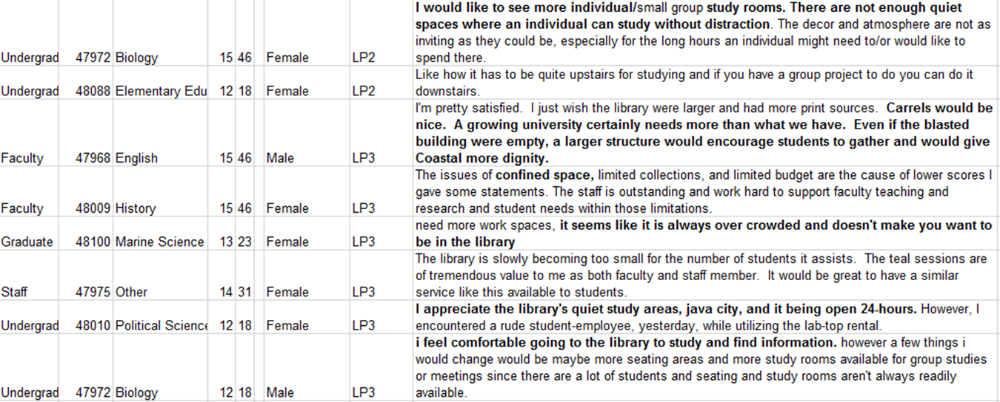 I would like to see more individual/small group study rooms. There are not enough quiet
spaces where an individual can study without distraction. The decor and atmosphere are not as
inviting as they could be, especially for the long hours an individual might need to/or would like to
Undergrad 47972 Biology 15 46 Female LP2 spend there.
Like how it has to be quite upstairs for studying and if you have a group project to do you can do it
Undergrad 48088 Elementary Edu 12 18 Female LP2 downstairs.
I'm pretty satisfied. I just wish the library were larger and had more print sources. Carrels would be
nice. A growing university certainly needs more than what we have. Even if the blasted
building were empty, a larger structure would encourage students to gather and would give
Faculty 47968 English 15 46 Male LP3 Coastal more dignity.
The issues of confined space, limited collections, and limited budget are the cause of lower scores I
gave some statements. The staff is outstanding and work hard to support faculty teaching and
Faculty 48009 History 15 46 Female LP3 research and student needs within those limitations.
need more work spaces, it seems like it is always over crowded and doesn't make you want to
Graduate 48100 Marine Science 13 23 Female LP3 be in the library
The library is slowly becoming too small for the number of students it assists. The teal sessions are
of tremendous value to me as both faculty and staff member. It would be great to have a similar
Staff 47975 Other 14 31 Female LP3 service like this available to students.
I appreciate the library's quiet study areas, java city, and it being open 24-hours. However, I
Undergrad 48010 Political Science 12 18 Female LP3 encountered a rude student-employee, yesterday, while utilizing the lab-top rental.
i feel comfortable going to the library to study and find information. however a few things i
would change would be maybe more seating areas and more study rooms available for group studies
or meetings since there are a lot of students and seating and study rooms aren't always readily
Undergrad 47972 Biology 12 18 Male LP3 available.